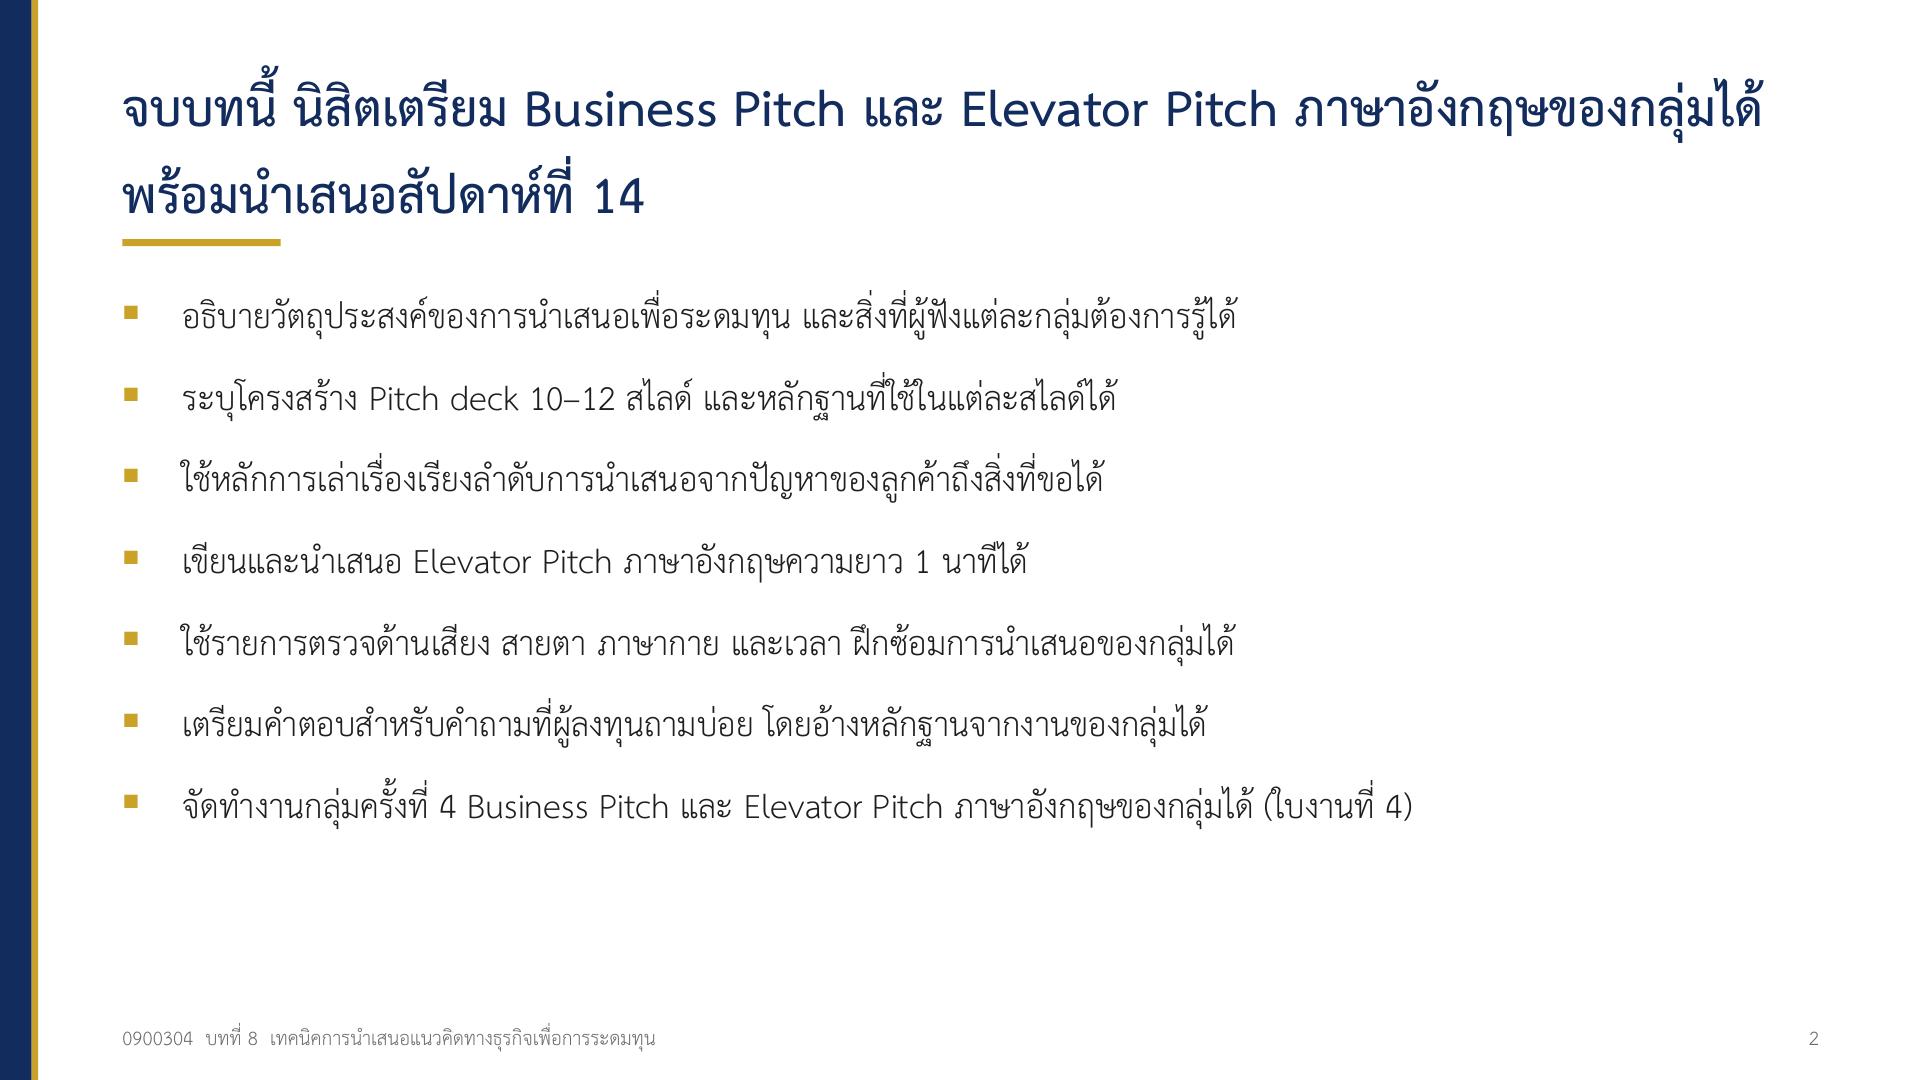 จบบทนี้ นิสิตเตรียม Business Pitch และ Elevator Pitch ภาษาอังกฤษของกลุ่มได้
พร้อมนำเสนอสัปดาห์ที่ 14
▪ อธิบายวัตถุประสงค์ของการนำเสนอเพื่อระดมทุน และสิ่งที่ผู้ฟังแต่ละกลุ่มต้องการรู้ได้
▪ ระบุโครงสร้าง Pitch deck 10–12 สไลด์ และหลักฐานที่ใช้ในแต่ละสไลด์ได้
▪ ใช้หลักการเล่าเรื่องเรียงลำดับการนำเสนอจากปัญหาของลูกค้าถึงสิ่งที่ขอได้
▪ เขียนและนำเสนอ Elevator Pitch ภาษาอังกฤษความยาว 1 นาทีได้
▪ ใช้รายการตรวจด้านเสียง สายตา ภาษากาย และเวลา ฝึกซ้อมการนำเสนอของกลุ่มได้
▪ เตรียมคำตอบสำหรับคำถามที่ผู้ลงทุนถามบ่อย โดยอ้างหลักฐานจากงานของกลุ่มได้
▪ จัดทำงานกลุ่มครั้งที่ 4 Business Pitch และ Elevator Pitch ภาษาอังกฤษของกลุ่มได้ (ใบงานที่ 4)
0900304 บทที่ 8 เทคนิคการนำเสนอแนวคิดทางธุรกิจเพื่อการระดมทุน
2